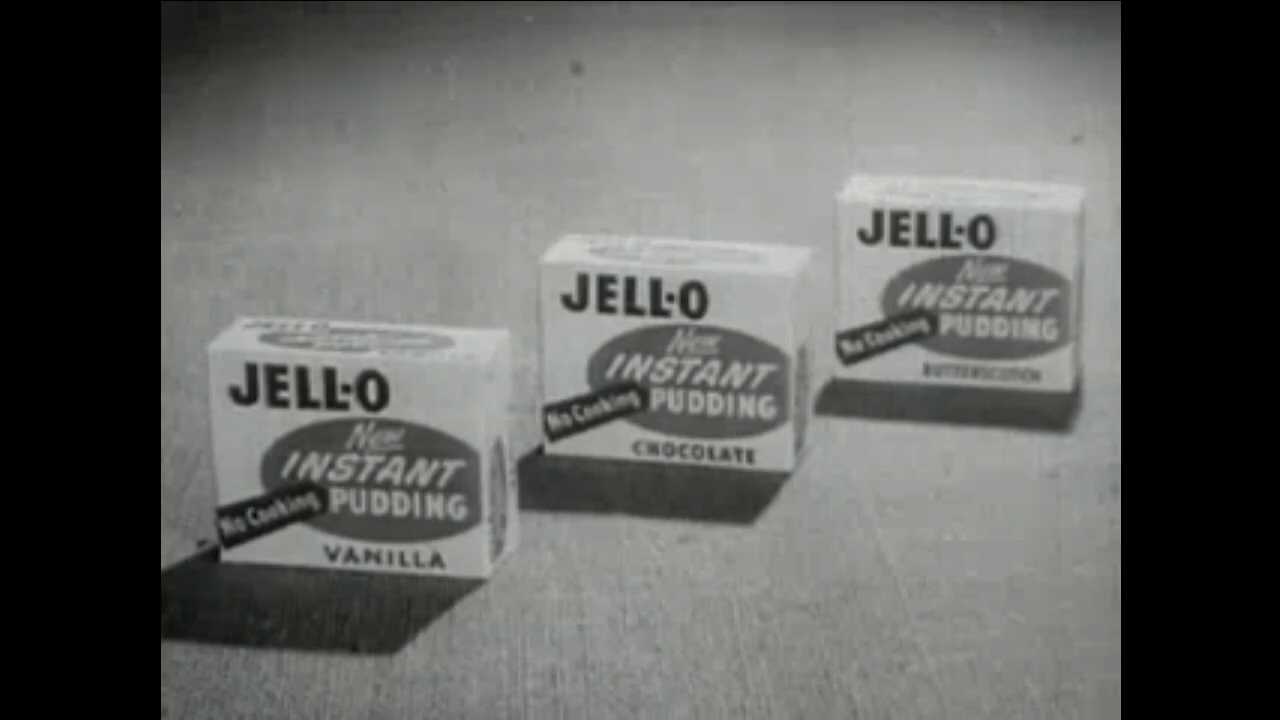 JELL-O
New
INSTANT
PUDDING
No Cooking
VANILLA
JELL-O
New
INSTANT
PUDDING
No Cooking
CHOCOLATE
JELL-O
New
INSTANT
PUDDING
No Cooking
BUTTERSCOTCH